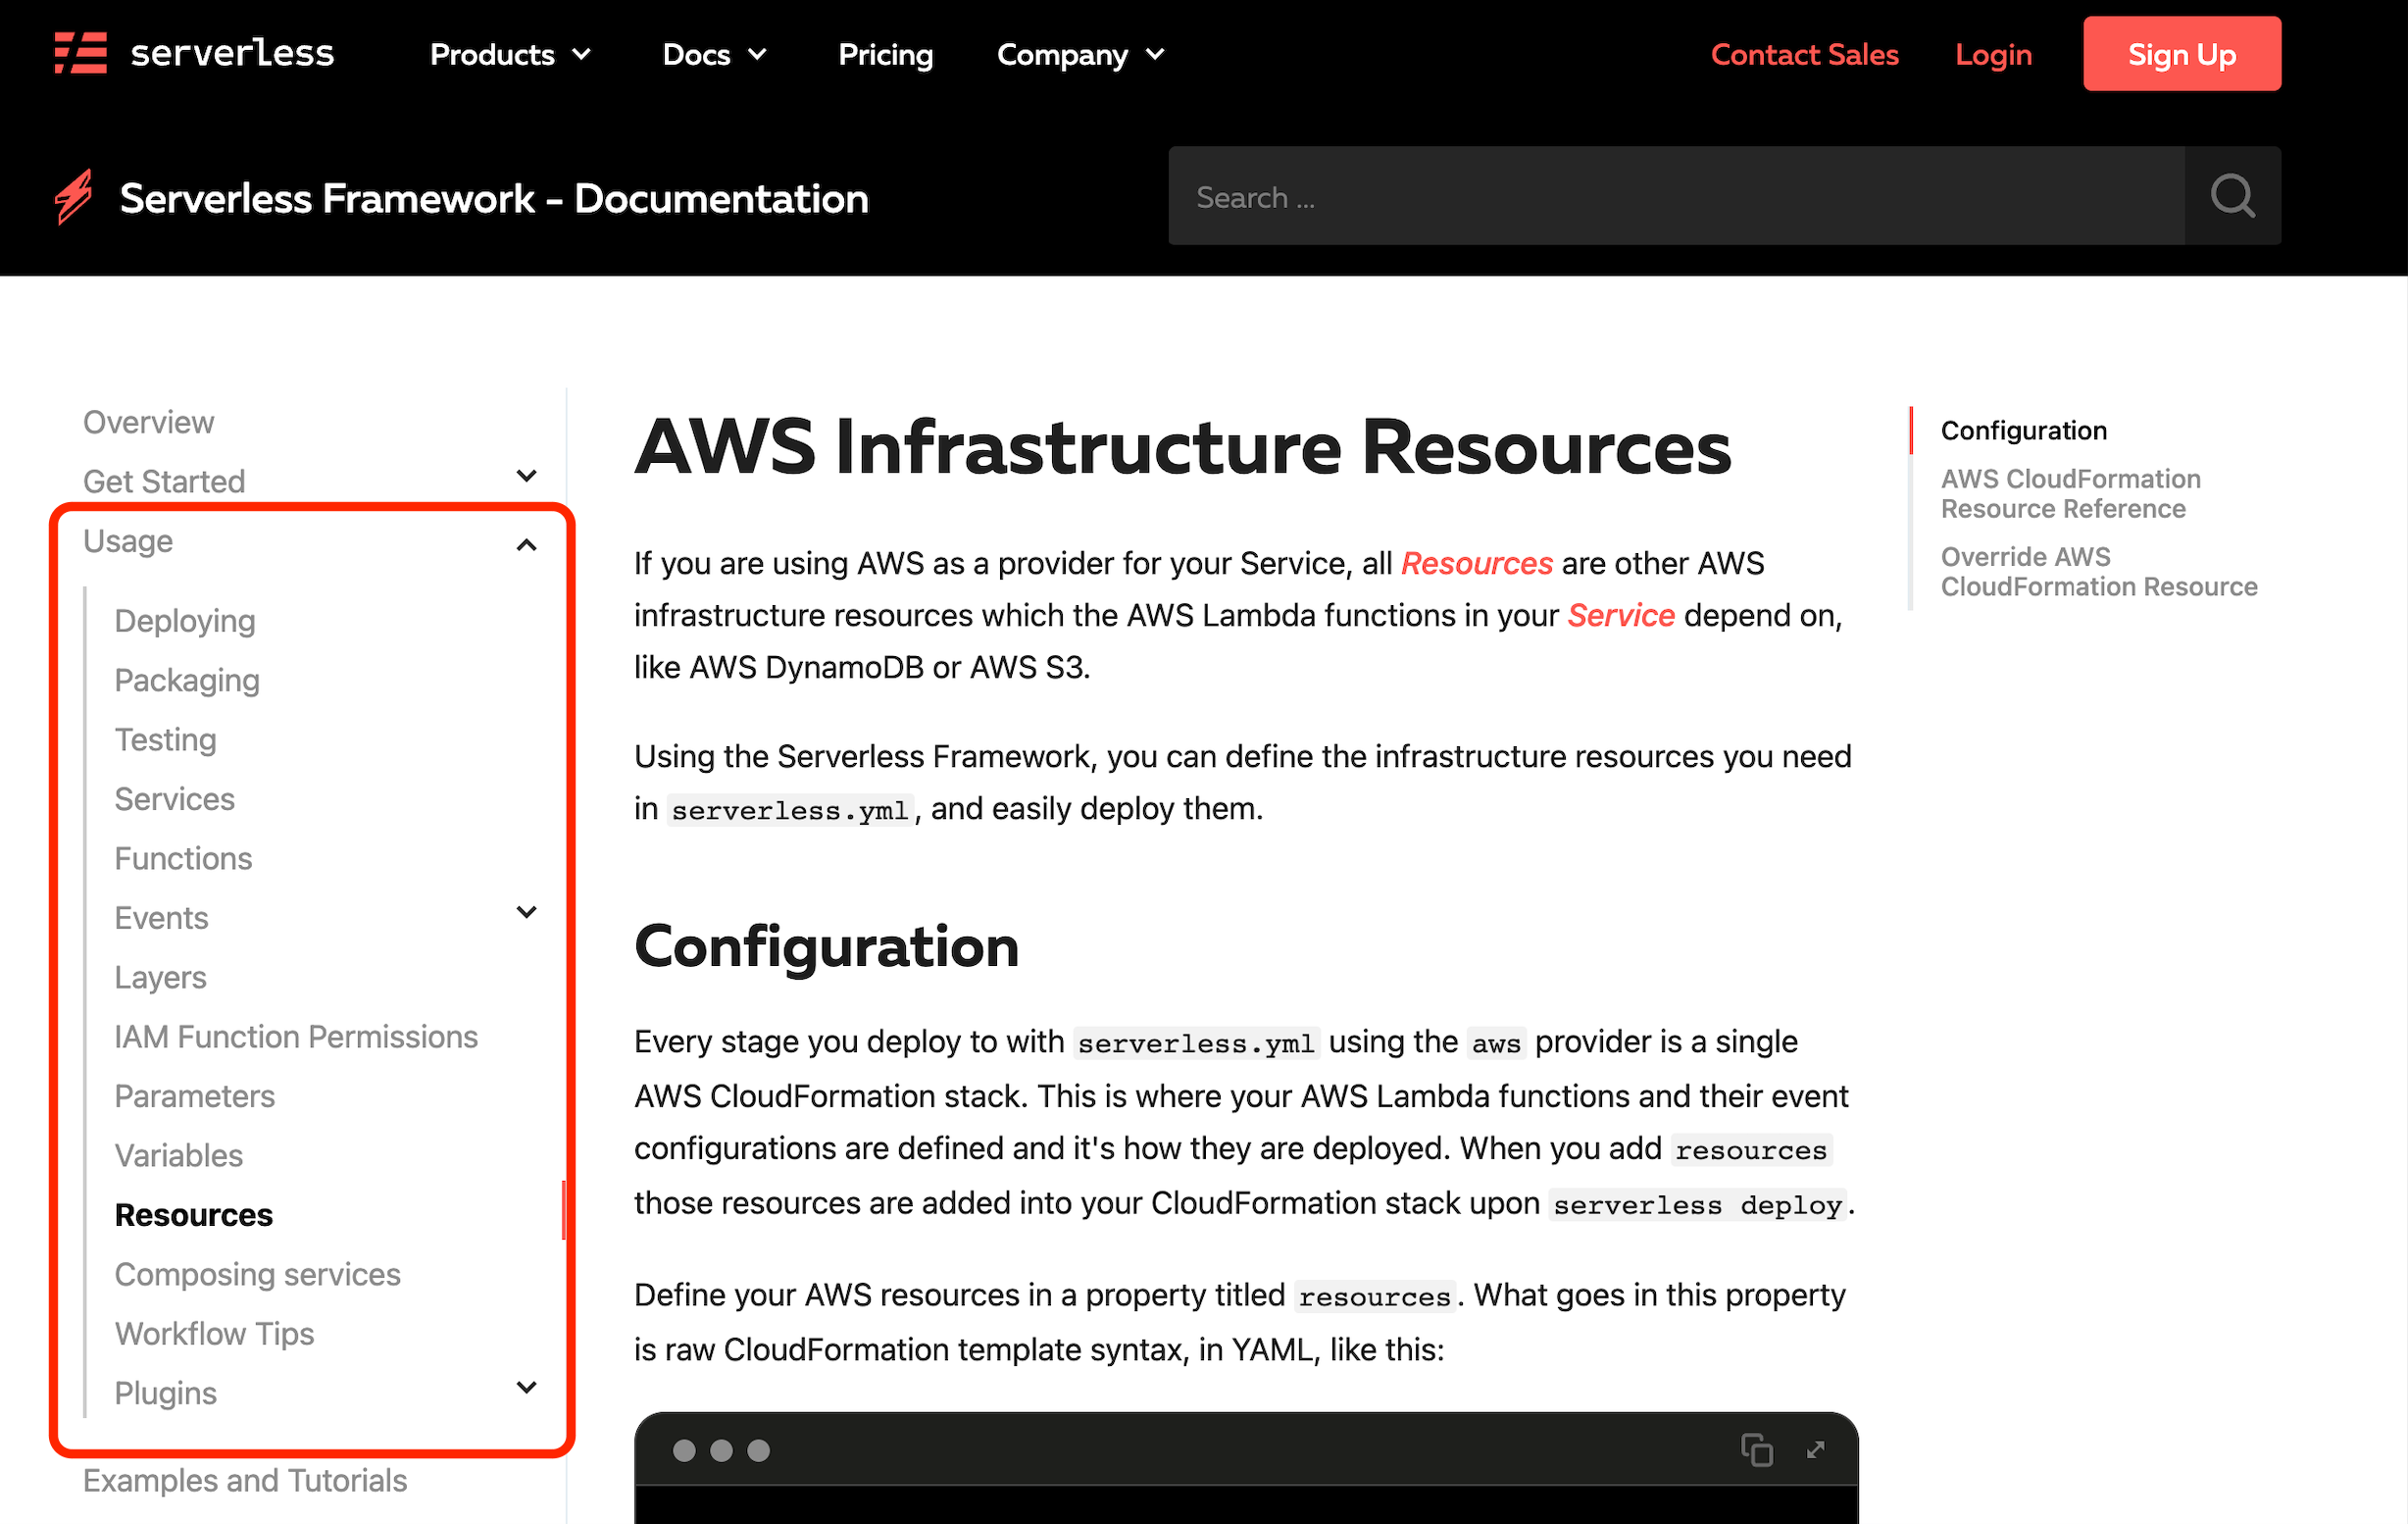 serverless
Products
Docs
Pricing
Company
Contact Sales
Login
Sign Up
Serverless Framework - Documentation
Search ...
Overview
Get Started
Usage
Deploying
Packaging
Testing
Services
Functions
Events
Layers
IAM Function Permissions
Parameters
Variables
Resources
Composing services
Workflow Tips
Plugins
Examples and Tutorials
AWS Infrastructure Resources
If you are using AWS as a provider for your Service, all Resources are other AWS
infrastructure resources which the AWS Lambda functions in your Service depend on,
like AWS DynamoDB or AWS S3.
Using the Serverless Framework, you can define the infrastructure resources you need
in serverless.yml, and easily deploy them.
Configuration
Every stage you deploy to with serverless.yml using the aws provider is a single
AWS CloudFormation stack. This is where your AWS Lambda functions and their event
configurations are defined and it's how they are deployed. When you add resources
those resources are added into your CloudFormation stack upon serverless deploy.
Define your AWS resources in a property titled resources. What goes in this property
is raw CloudFormation template syntax, in YAML, like this:
Configuration
AWS CloudFormation
Resource Reference
Override AWS
CloudFormation Resource